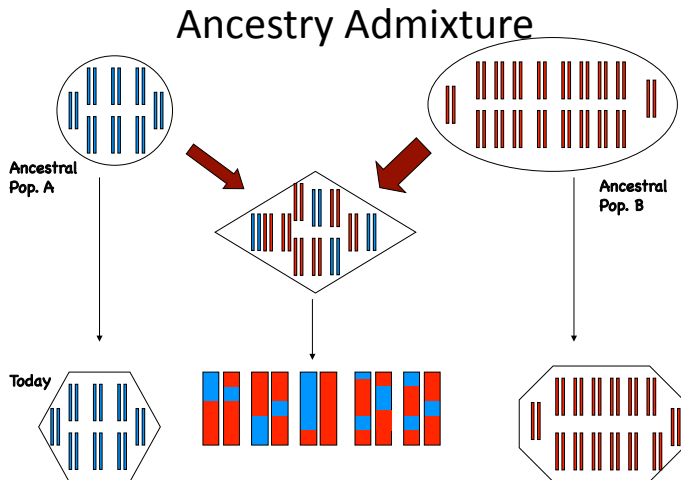 Ancestry Admixture
Ancestral
Pop. A
Ancestral
Pop. B
Today